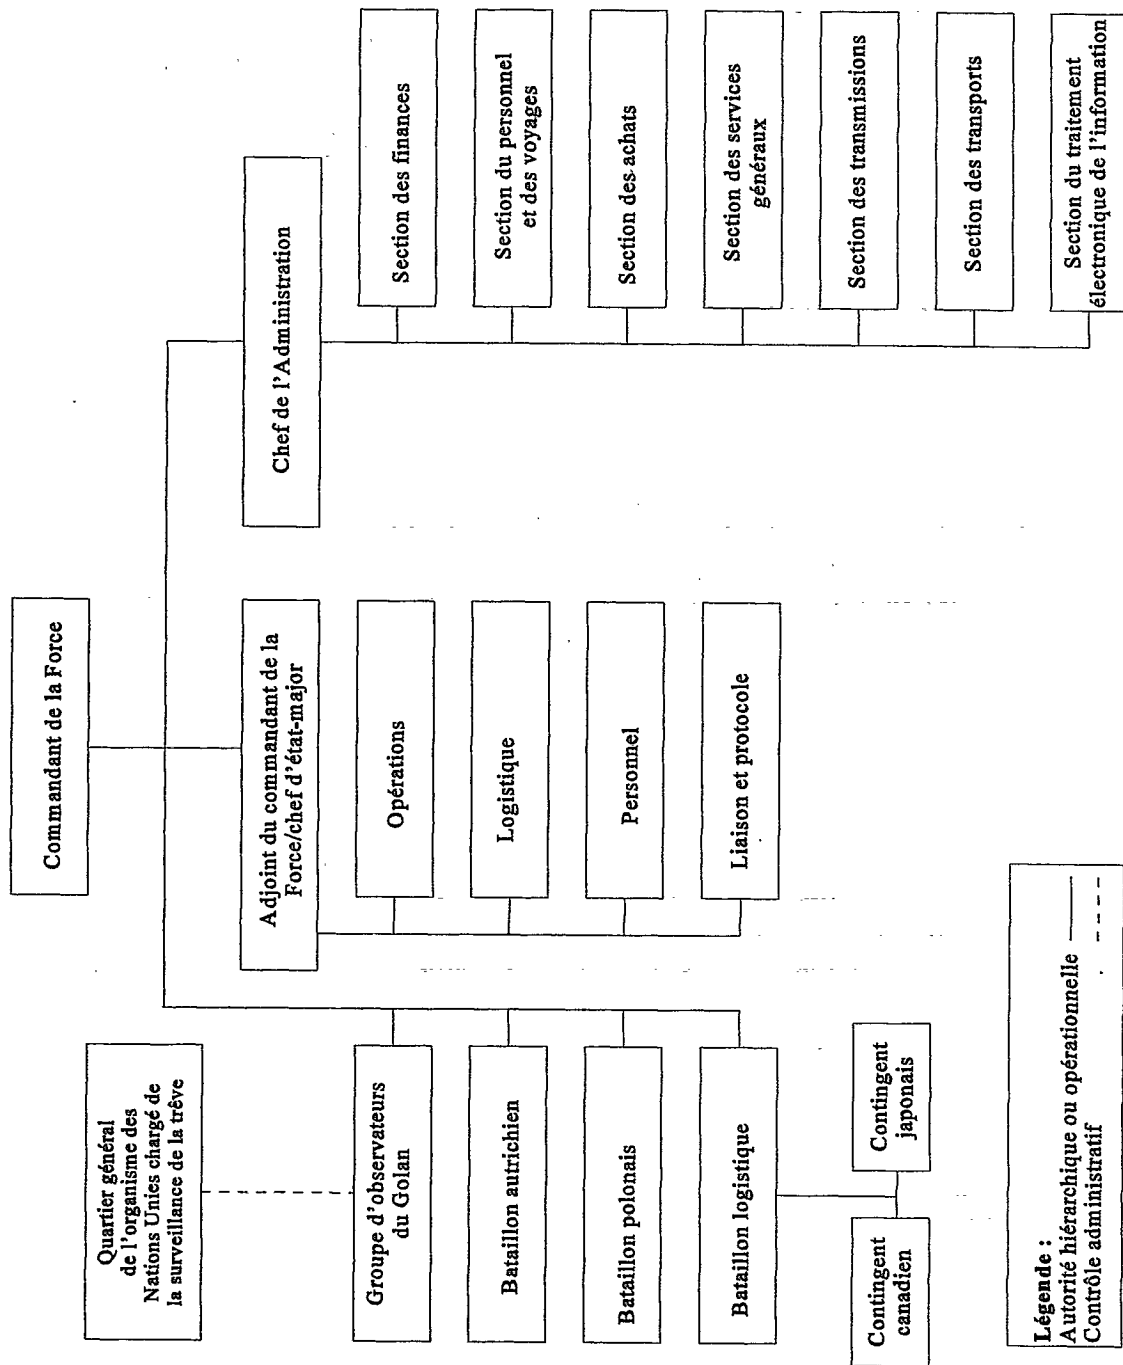 Commandant de la Force
Quartier général
de l'organisme des
Nations Unies chargé de
la surveillance de la trêve
Adjoint du commandant de la
Force/chef d'état-major
Chef de l'Administration
Groupe d'observateurs
du Golan
Bataillon autrichien
Bataillon polonais
Bataillon logistique
Contingent
canadien
Contingent
japonais
Opérations
Logistique
Personnel
Liaison et protocole
Section des finances
Section du personnel
et des voyages
Section des achats
Section des services
généraux
Section des transmissions
Section des transports
Section du traitement
électronique de l'information
Légende :
Autorité hiérarchique ou opérationnelle
Contrôle administratif